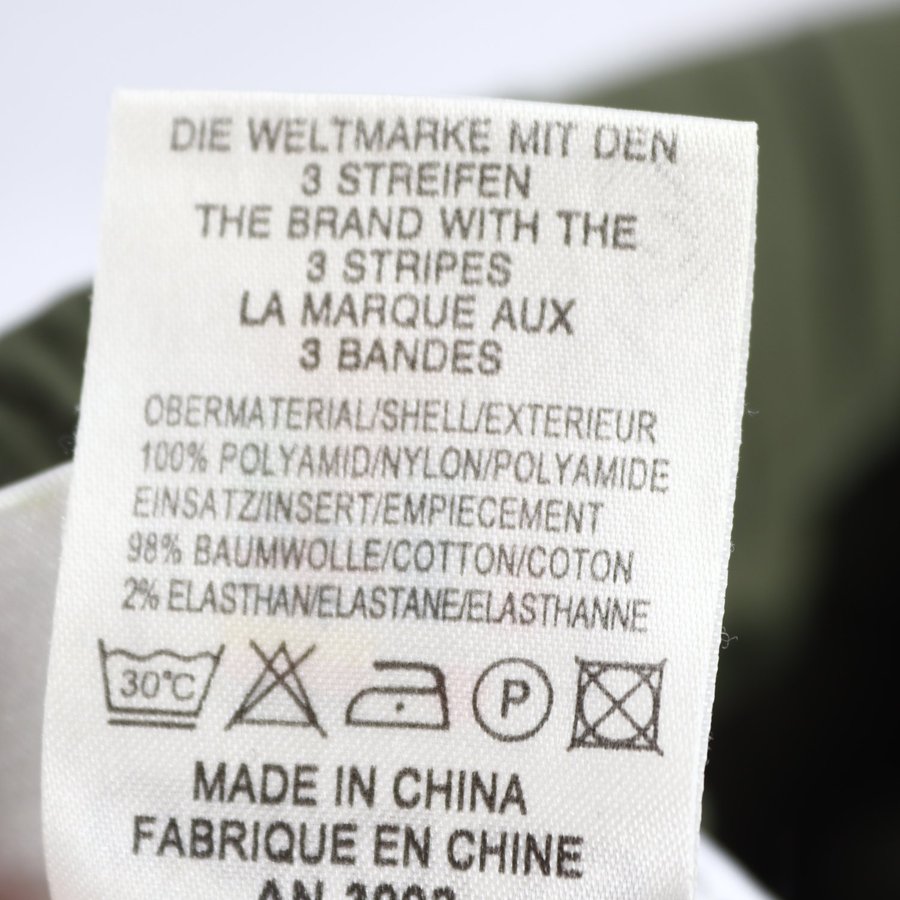 DIE WELTMARKE MIT DEN
3 STREIFEN
THE BRAND WITH THE
3 STRIPES
LA MARQUE AUX
3 BANDES
OBERMATERIAL/SHELL/EXTERIEUR
100% POLYAMID/NYLON/POLYAMIDE
EINSATZ/INSERT/EMPIECEMENT
98% BAUMWOLLE/COTTON/COTON
2% ELASTHAN/ELASTANE/ELASTHANNE
30°C P
MADE IN CHINA
FABRIQUE EN CHINE